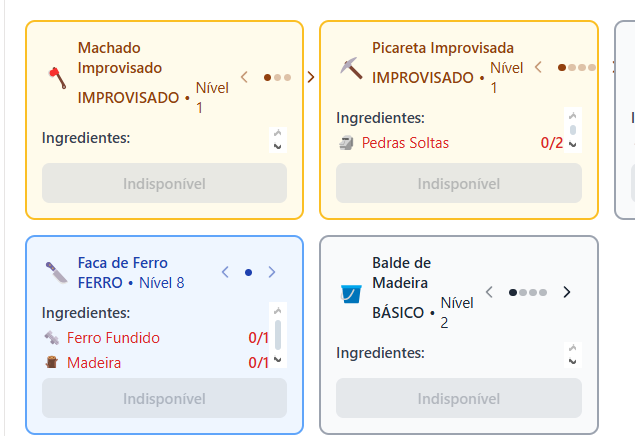 Machado
Improvisado
IMPROVISADO • Nível
1
Ingredientes:
Indisponível
Picareta Improvisada
IMPROVISADO • Nível
1
Ingredientes:
Pedras Soltas 0/2
Indisponível
Faca de Ferro
FERRO • Nível 8
Ingredientes:
Ferro Fundido 0/1
Madeira 0/1
Indisponível
Balde de
Madeira
BÁSICO • Nível
2
Ingredientes:
Indisponível